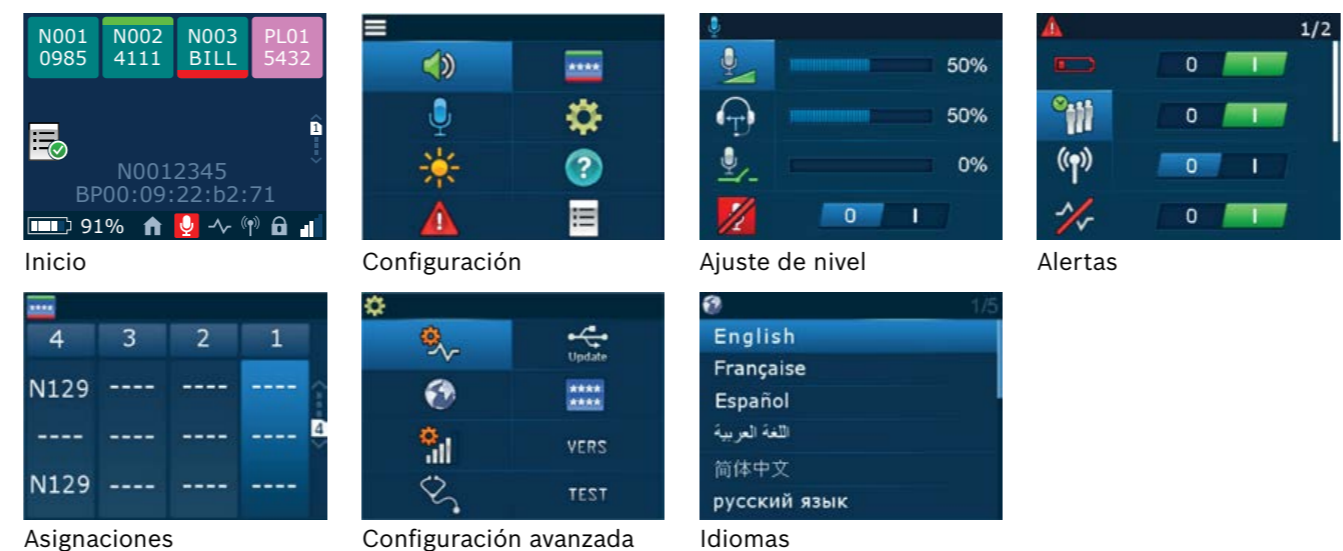 N001 N002 N003 PL01
0985 4111 BILL 5432
1
N0012345
BP00:09:22:b2:71
91%
Inicio
****
?
Configuración
50%
50%
0%
0 I
Ajuste de nivel
1/2
0 I
0 I
0 I
0 I
Alertas
****
4 3 2 1
N129 ---- ---- ----
---- ---- ---- ----
4
N129 ---- ---- ----
Asignaciones
Update
****
****
VERS
TEST
Configuración avanzada
1/5
English
Française
Español
اللغة العربية
简体中文
русский язык
Idiomas